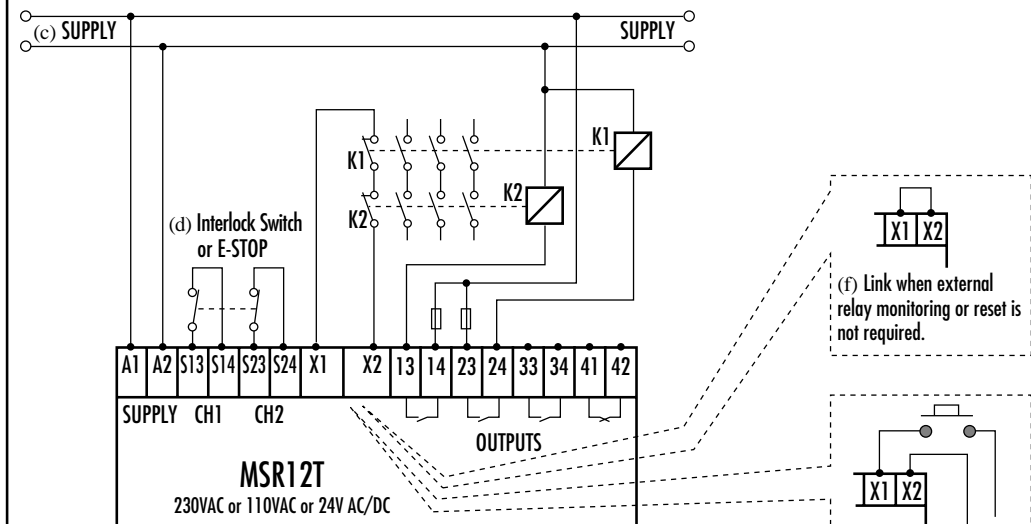 (c) SUPPLY SUPPLY
K1 K1
K2 K2
(d) Interlock Switch
or E-STOP
X1 X2
(f) Link when external
relay monitoring or reset is
not required.
A1 A2 S13 S14 S23 S24 X1 X2 13 14 23 24 33 34 41 42
SUPPLY CH1 CH2
OUTPUTS
MSR12T
230VAC or 110VAC or 24V AC/DC
X1 X2